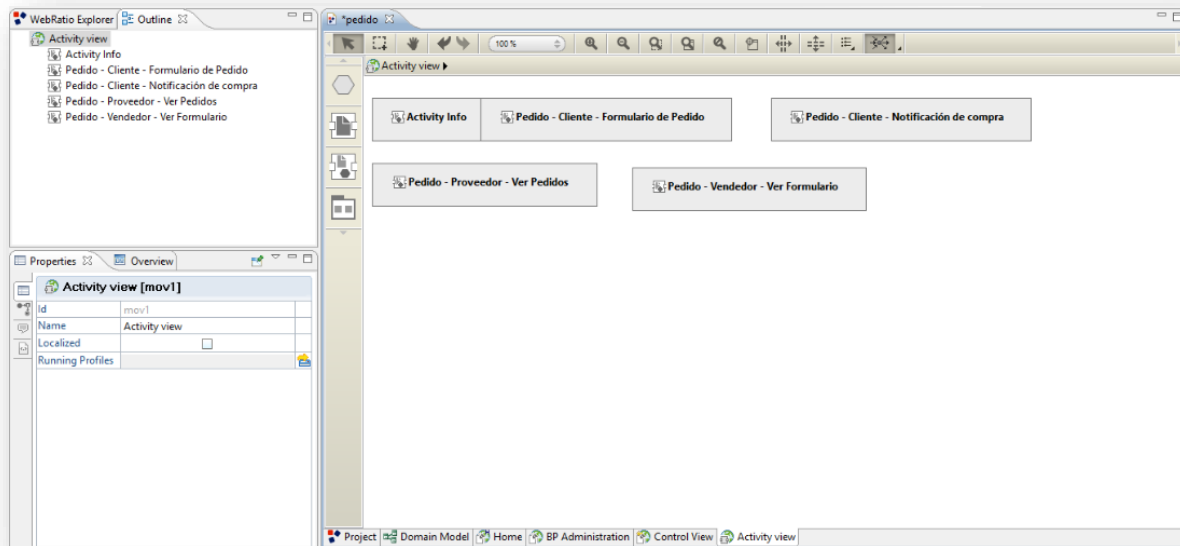 WebRatio Explorer
Outline
Activity view
Activity Info
Pedido - Cliente - Formulario de Pedido
Pedido - Cliente - Notificación de compra
Pedido - Proveedor - Ver Pedidos
Pedido - Vendedor - Ver Formulario
Properties
Overview
Activity view [mov1]
Id mov1
Name Activity view
Localized
Running Profiles
*pedido
100 %
Activity view
Activity Info
Pedido - Cliente - Formulario de Pedido
Pedido - Cliente - Notificación de compra
Pedido - Proveedor - Ver Pedidos
Pedido - Vendedor - Ver Formulario
Project
Domain Model
Home
BP Administration
Control View
Activity view